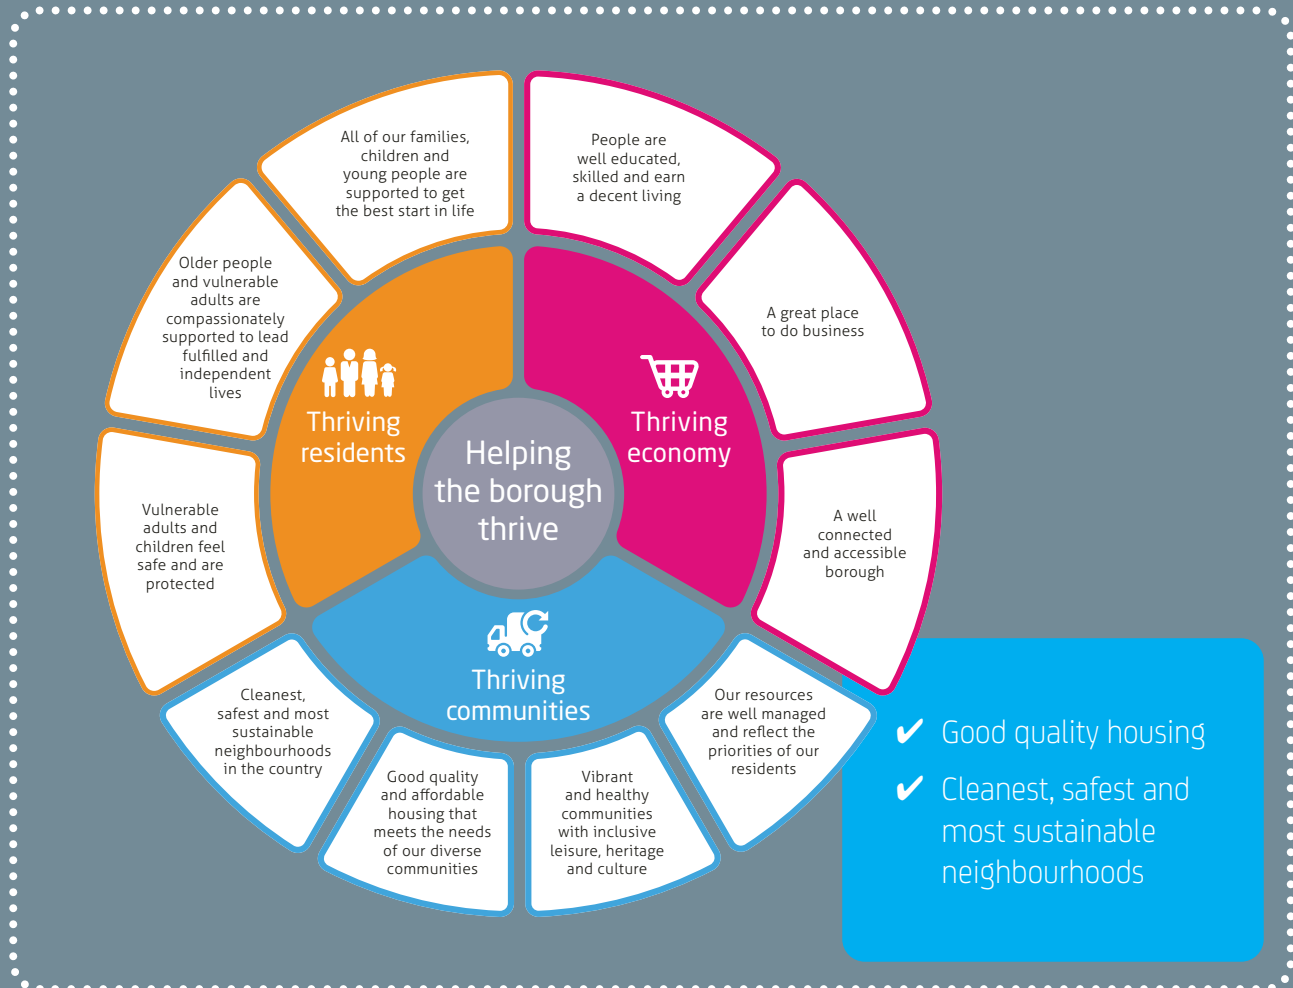 All of our families,
children and
young people are
supported to get
the best start in life
People are
well educated,
skilled and earn
a decent living
Older people
and vulnerable
adults are
compassionately
supported to lead
fulfilled and
independent
lives
A great place
to do business
Thriving
residents
Thriving
economy
Helping
the borough
thrive
Vulnerable
adults and
children feel
safe and are
protected
A well
connected
and accessible
borough
Thriving
communities
Cleanest,
safest and most
sustainable
neighbourhoods
in the country
Good quality
and affordable
housing that
meets the needs
of our diverse
communities
Vibrant
and healthy
communities
with inclusive
leisure, heritage
and culture
Our resources
are well managed
and reflect the
priorities of our
residents
✔ Good quality housing
✔ Cleanest, safest and
most sustainable
neighbourhoods